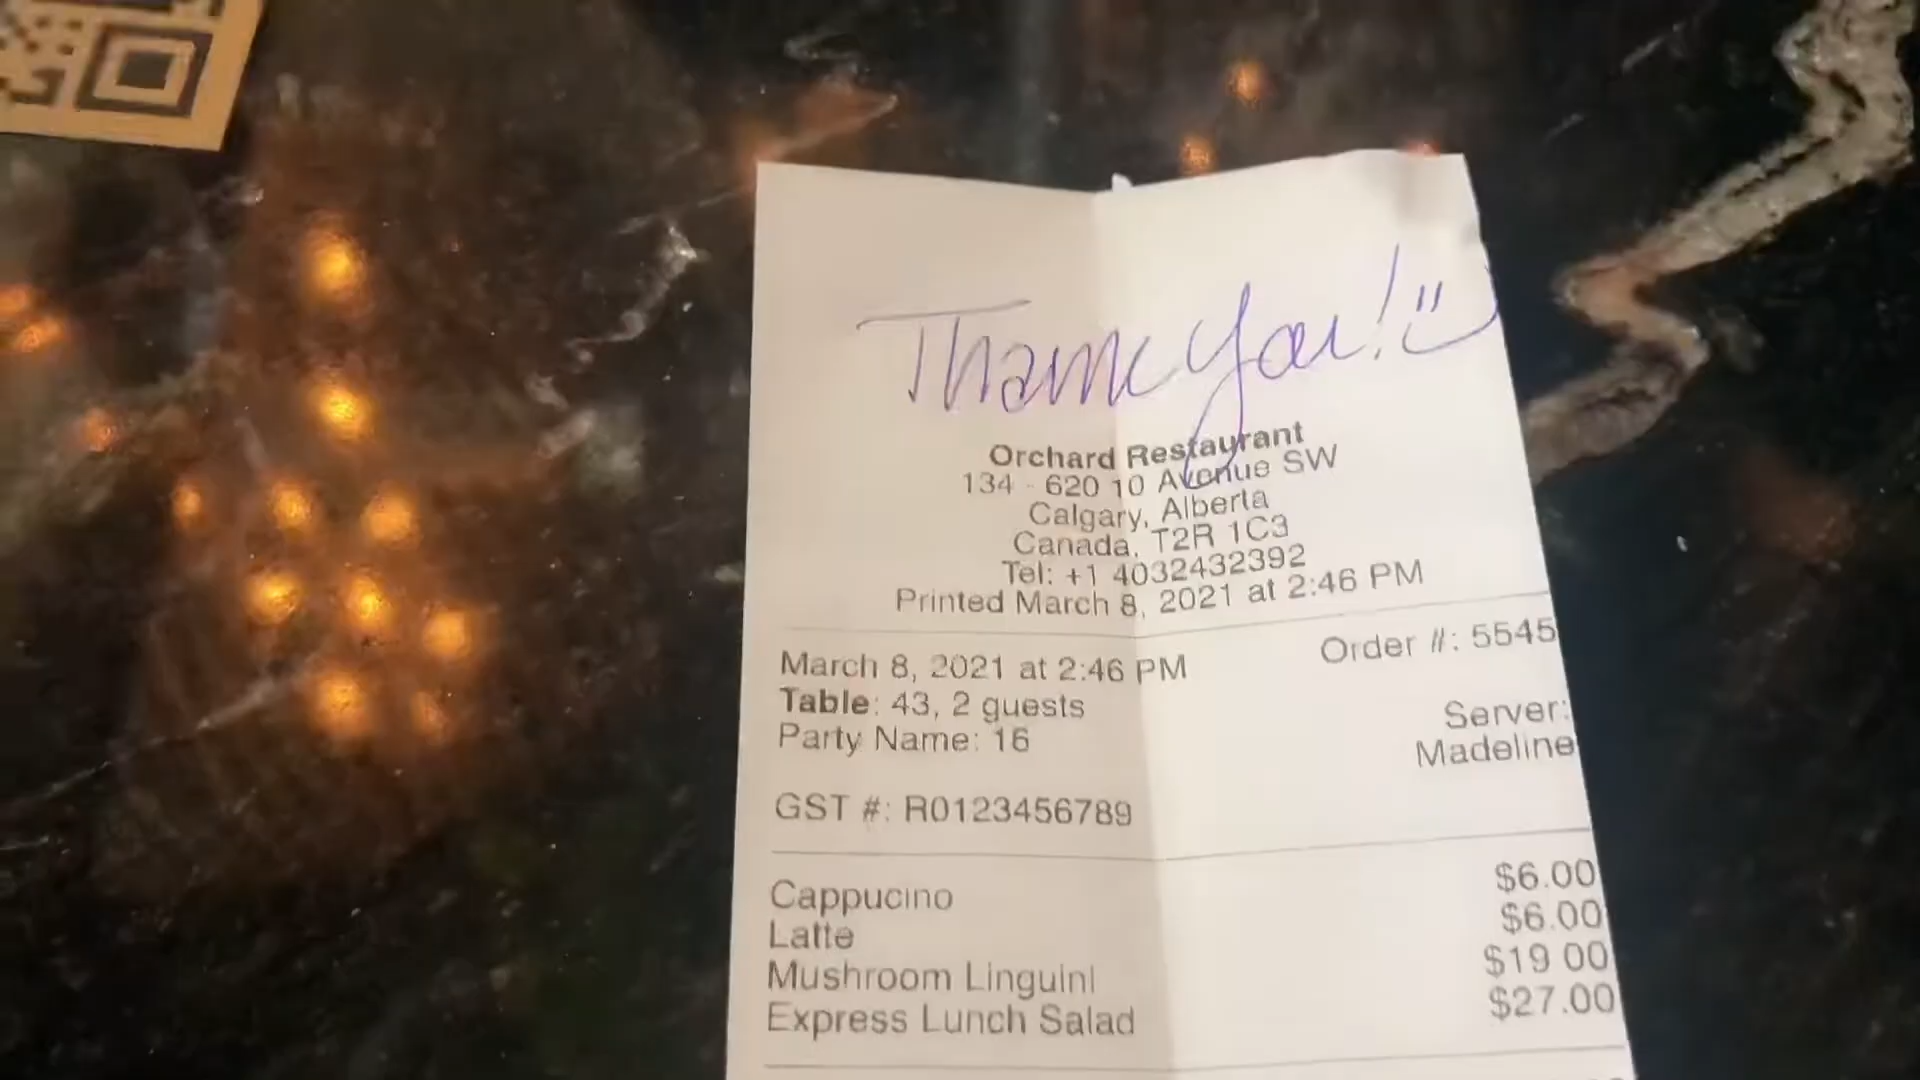 Thank you! :)
Orchard Restaurant
134 - 620 10 Avenue SW
Calgary, Alberta
Canada, T2R 1C3
Tel: +1 4032432392
Printed March 8, 2021 at 2:46 PM
March 8, 2021 at 2:46 PM Order #: 5545
Table: 43, 2 guests Server:
Party Name: 16 Madeline
GST #: R0123456789
Cappucino $6.00
Latte $6.00
Mushroom Linguini $19.00
Express Lunch Salad $27.00